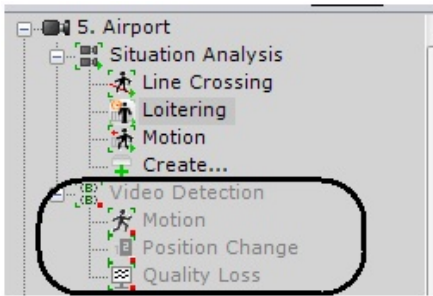 5. Airport
Situation Analysis
Line Crossing
Loitering
Motion
Create...
Video Detection
Motion
Position Change
Quality Loss